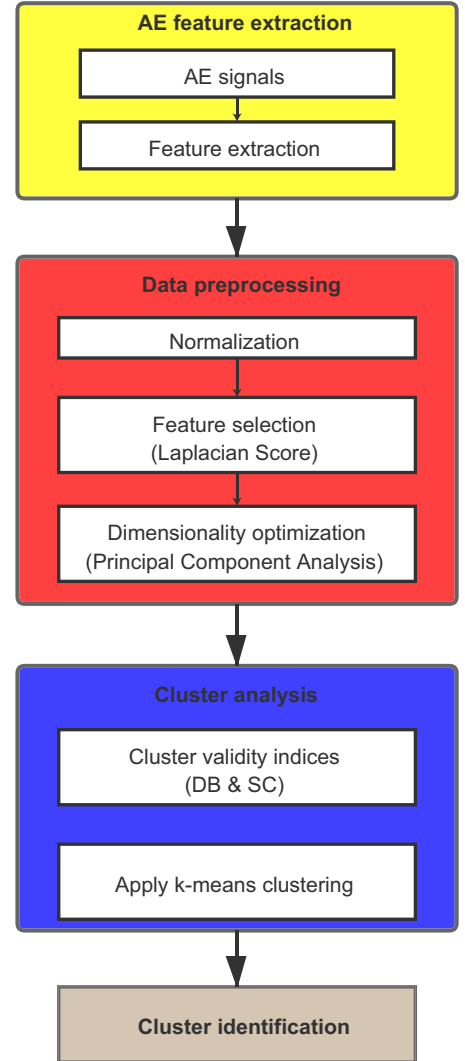 AE feature extraction
AE signals
Feature extraction
Data preprocessing
Normalization
Feature selection
(Laplacian Score)
Dimensionality optimization
(Principal Component Analysis)
Cluster analysis
Cluster validity indices
(DB & SC)
Apply k-means clustering
Cluster identification